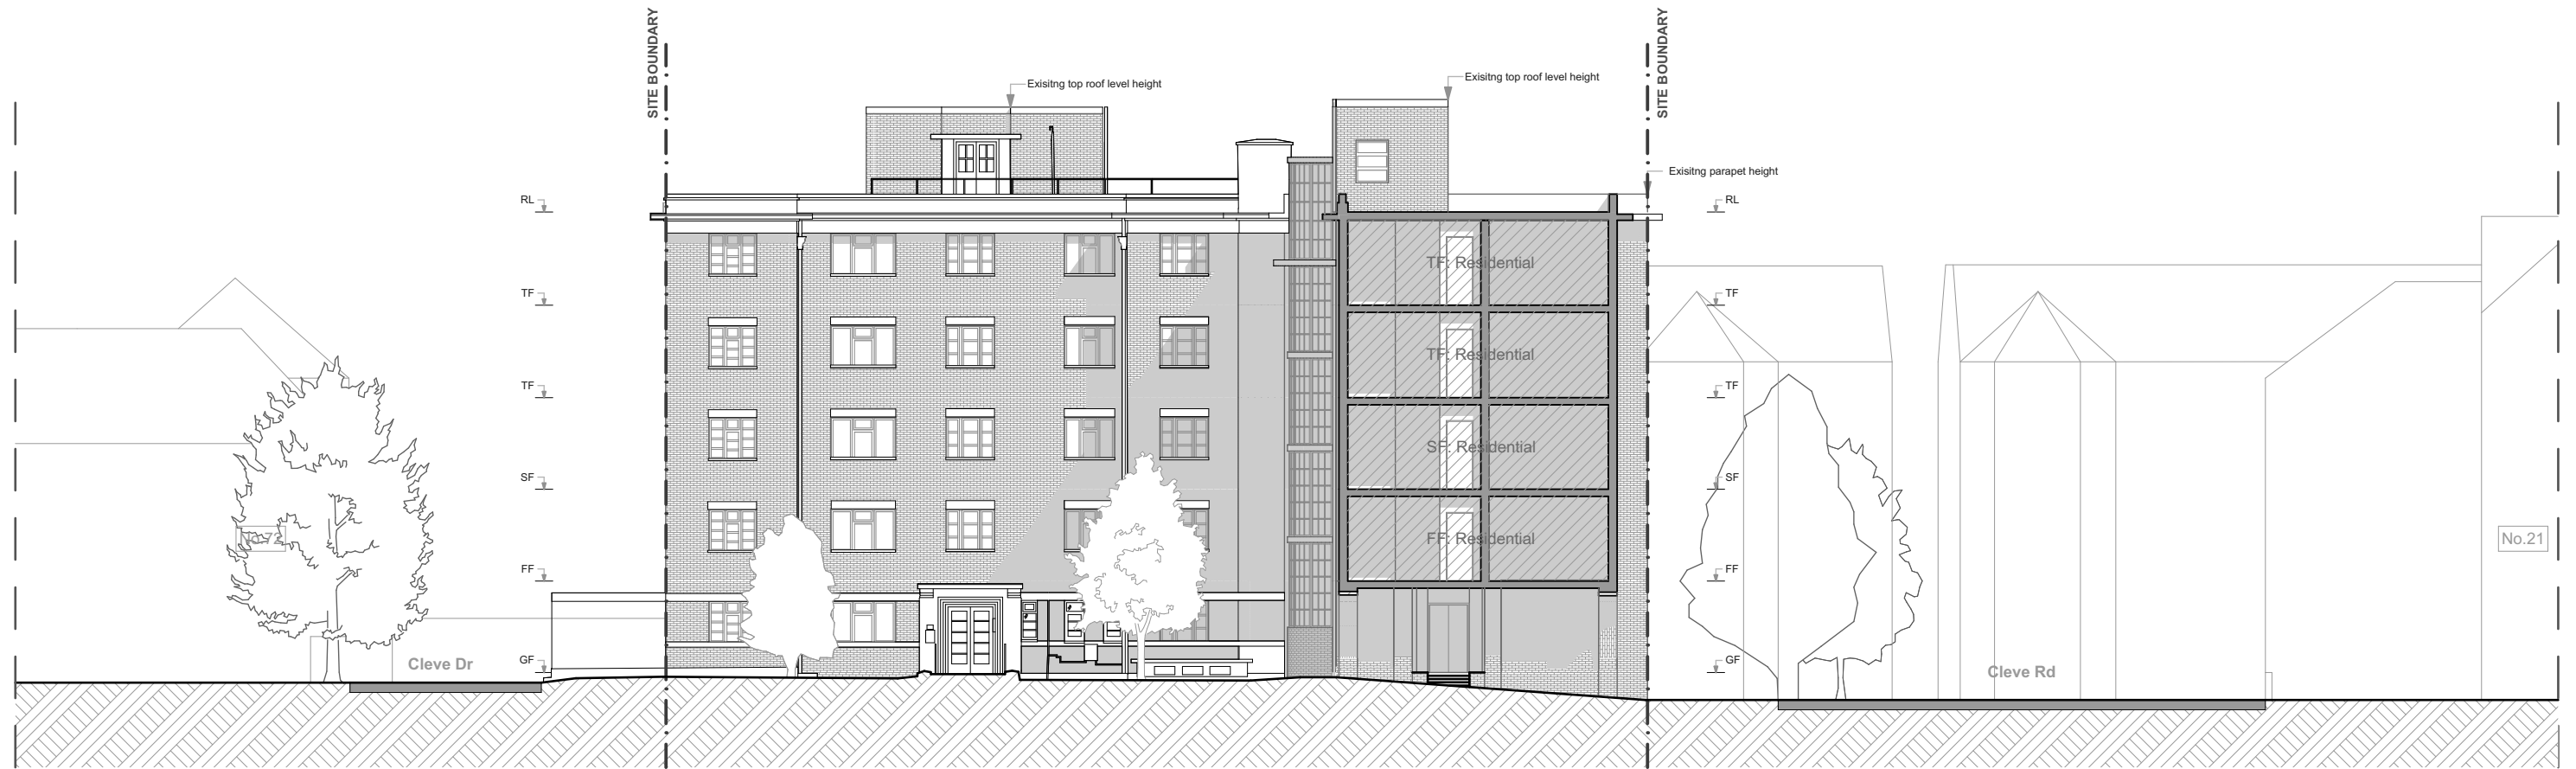 SITE BOUNDARY
SITE BOUNDARY
Exisitng top roof level height
Exisitng top roof level height
Exisitng parapet height
RL
RL
TF: Residential
TF
TF
TF: Residential
TF
TF
SF: Residential
SF
SF
FF: Residential
No.73
No.21
FF
FF
GF
GF
Cleve Dr
Cleve Rd